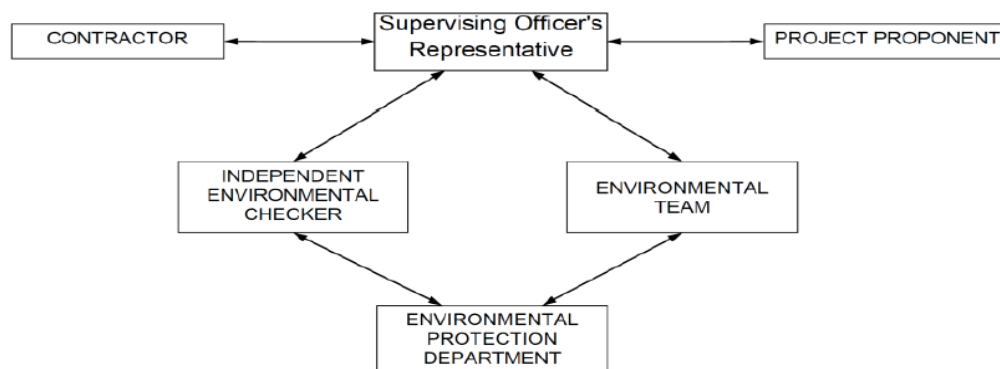 CONTRACTOR
Supervising Officer's
Representative
PROJECT PROPONENT
INDEPENDENT
ENVIRONMENTAL
CHECKER
ENVIRONMENTAL
TEAM
ENVIRONMENTAL
PROTECTION
DEPARTMENT